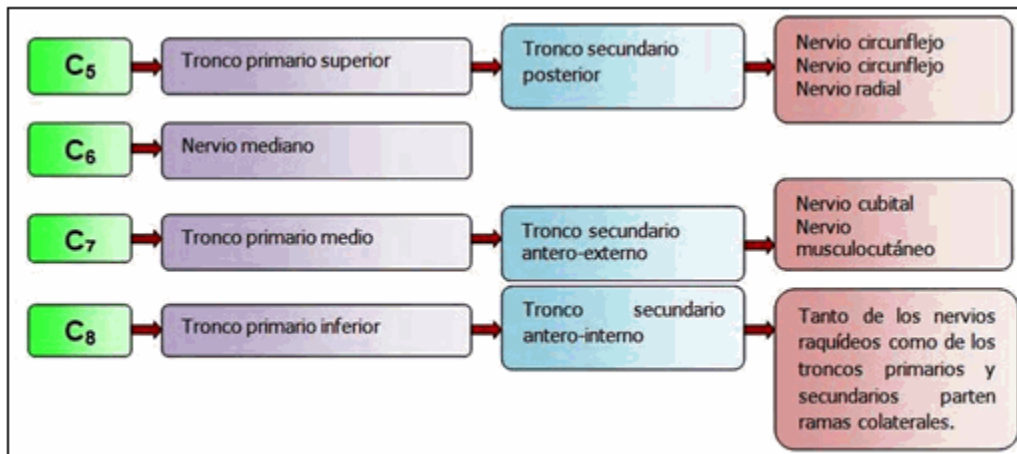 C5
Tronco primario superior
Tronco secundario
posterior
Nervio circunflejo
Nervio circunflejo
Nervio radial
C6
Nervio mediano
C7
Tronco primario medio
Tronco secundario
antero-externo
Nervio cubital
Nervio
musculocutáneo
C8
Tronco primario inferior
Tronco secundario
antero-interno
Tanto de los nervios
raquídeos como de los
troncos primarios y
secundarios parten
ramas colaterales.